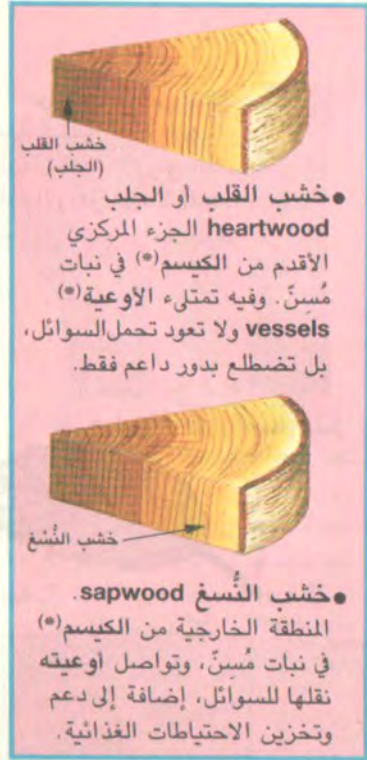 خشب القلب
(الجلب)
• خشب القلب أو الجلب
heartwood الجزء المركزي
الأقدم من الكيسم(*) في نبات
مُسِنّ. وفيه تمتلىء الأوعية(*)
vessels ولا تعود تحمل السوائل،
بل تضطلع بدور داعم فقط.
خشب النُّسْغ
• خشب النُّسغ sapwood.
المنطقة الخارجية من الكيسم(*)
في نبات مُسِنّ، وتواصل أوعيته
نقلها للسوائل، إضافة إلى دعم
وتخزين الاحتياطات الغذائية.